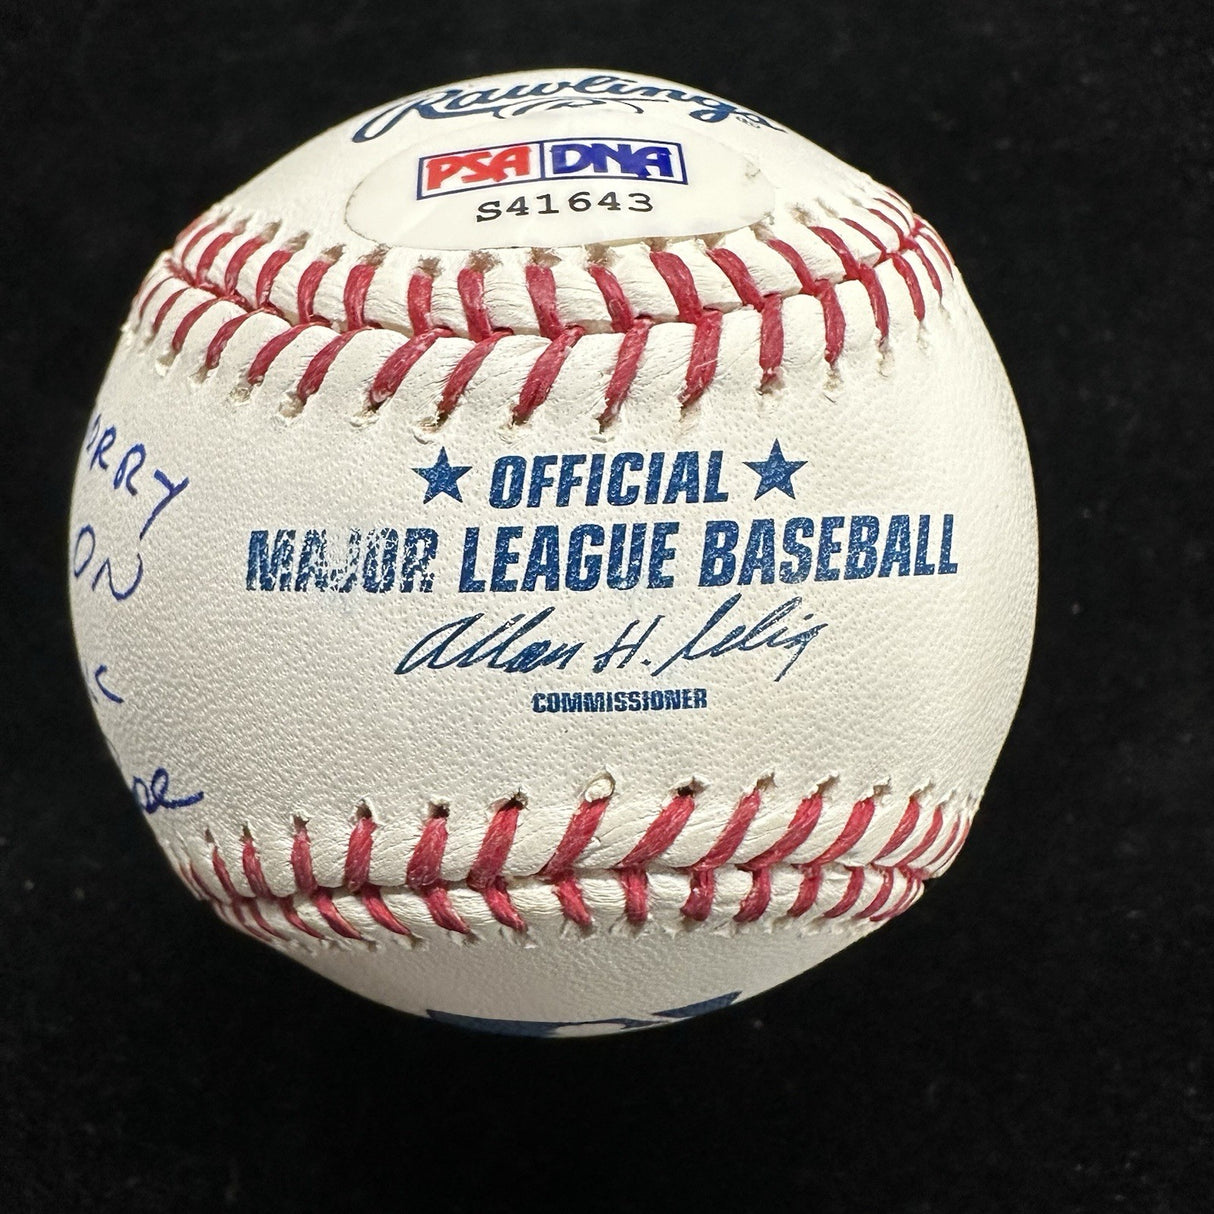 Rawlings
PSA DNA
S41643
★ OFFICIAL ★
MAJOR LEAGUE BASEBALL
Allan H. Selig
COMMISSIONER
ORRY
ON